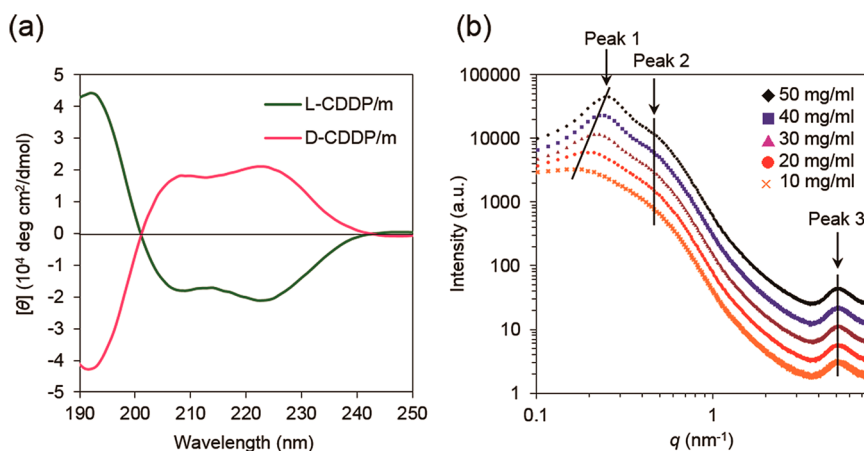 (a)
5
4
3
2
1
0
-1
-2
-3
-4
-5
[θ] (10⁴ deg cm²/dmol)
L-CDDP/m
D-CDDP/m
190 200 210 220 230 240 250
Wavelength (nm)
(b)
Peak 1
Peak 2
Peak 3
100000
10000
1000
100
10
1
Intensity (a.u.)
50 mg/ml
40 mg/ml
30 mg/ml
20 mg/ml
10 mg/ml
0.1 1
q (nm⁻¹)